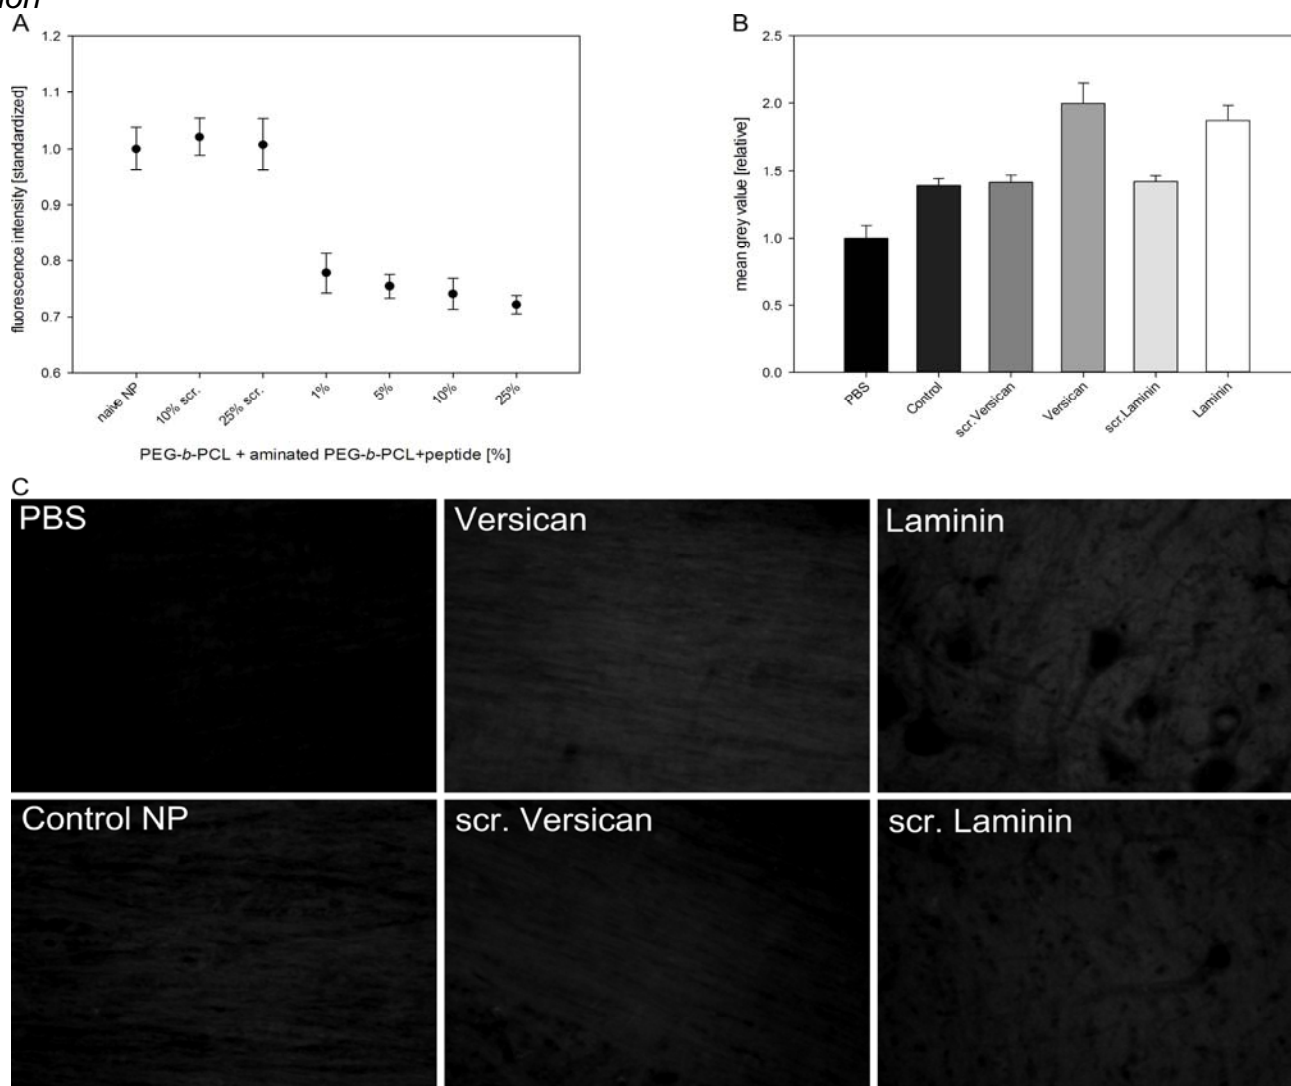 ion
A
1.2
1.1
1.0
0.9
0.8
0.7
0.6
fluorescence intensity [standardized]
naive NP
10% scr.
25% scr.
1%
5%
10%
25%
PEG-b-PCL + aminated PEG-b-PCL+peptide [%]
B
2.5
2.0
1.5
1.0
0.5
0.0
mean grey value [relative]
PBS
Control
scr.Versican
Versican
scr.Laminin
Laminin
C
PBS
Versican
Laminin
Control NP
scr. Versican
scr. Laminin